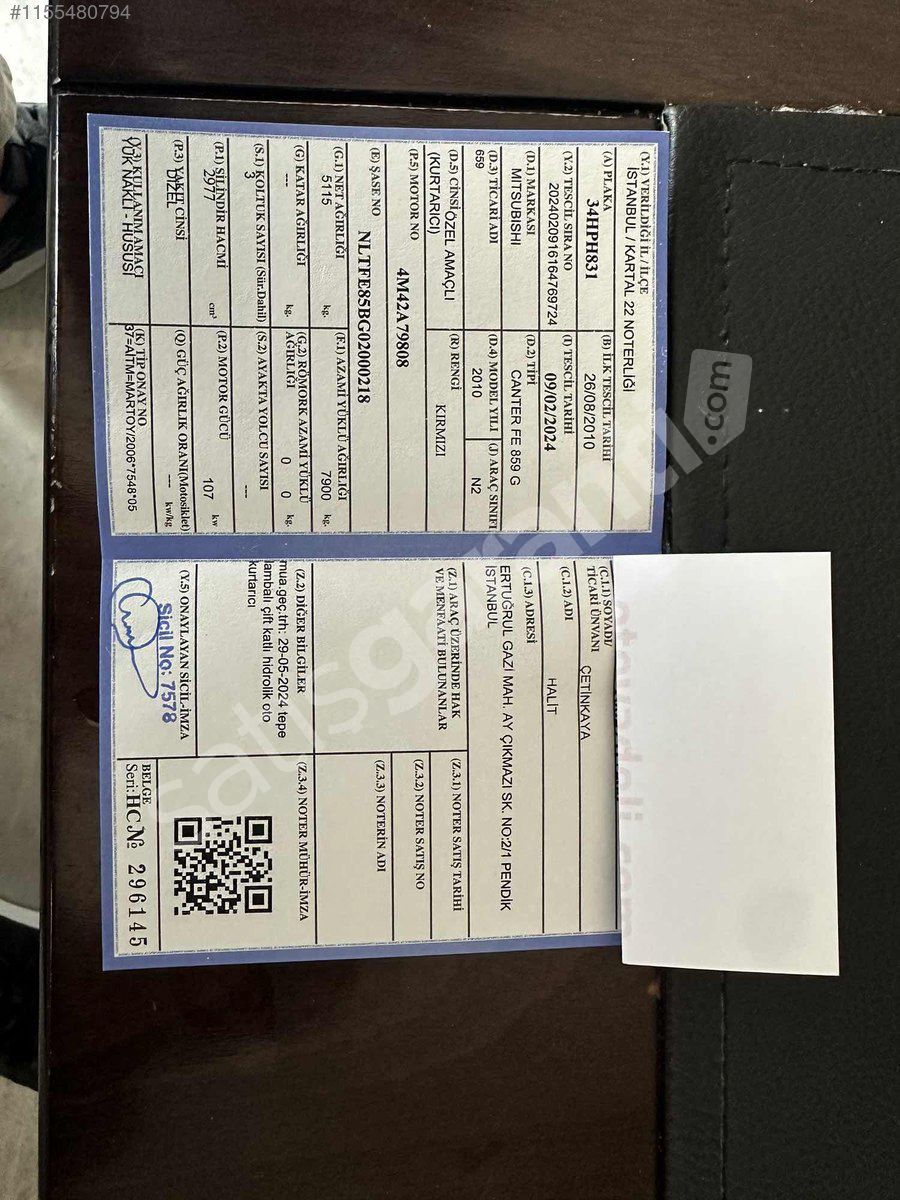 #1155480794
(Y.1) VERİLDİĞİ İL / İLÇE
İSTANBUL / KARTAL 22 NOTERLİĞİ
(A) PLAKA
34HPH831
(B) İLK TESCİL TARİHİ
26/08/2010
(Y.2) TESCİL SIRA NO
2024020916164769724
(I) TESCİL TARİHİ
09/02/2024
(D.1) MARKASI
MITSUBISHI
(D.2) TİPİ
CANTER FE 859 G
(D.3) TİCARİ ADI
659
(D.4) MODEL YILI
2010
(J) ARAÇ SINIFI
N2
(D.5) CİNSİ ÖZEL AMAÇLI
(KURTARICI)
(R) RENGİ
KIRMIZI
(P.5) MOTOR NO
4M42A79808
(E) ŞASE NO
NLTFE85BG02000218
(G.1) NET AĞIRLIĞI
5115
kg.
(F.1) AZAMİ YÜKLÜ AĞIRLIĞI
7900 kg.
(G) KATAR AĞIRLIĞI
---
kg.
(G.2) RÖMORK AZAMİ YÜKLÜ
AĞIRLIĞI
0 0 kg.
(S.1) KOLTUK SAYISI (Sür.Dahil)
3
(S.2) AYAKTA YOLCU SAYISI
---
(P.1) SİLİNDİR HACMİ
2977
cm³
(P.2) MOTOR GÜCÜ
107 kw
(P.3) YAKIT CİNSİ
DİZEL
(Q) GÜÇ AĞIRLIK ORANI(Motosiklet)
--- kw/kg
(Y.3) KULLANIM AMACI
YÜK NAKLİ - HUSUSİ
(K) TİP ONAY NO
37=AİTM=MARTOY/2006*7548*05
(C.1.1) SOYADI/
TİCARİ ÜNVANI
ÇETİNKAYA
(C.1.2) ADI
HALİT
(C.1.3) ADRESİ
ERTUĞRUL GAZİ MAH. AY ÇIKMAZI SK. NO:2/1 PENDİK
İSTANBUL
(Z.1) ARAÇ ÜZERİNDE HAK
VE MENFAATİ BULUNANLAR
(Z.3.1) NOTER SATIŞ TARİHİ
(Z.3.2) NOTER SATIŞ NO
(Z.3.3) NOTERİN ADI
(Z.2) DİĞER BİLGİLER
mua.geç.trh: 29-05-2024 tepe
lambalı çift katlı hidrolik oto
kurtarıcı
(Z.3.4) NOTER MÜHÜR-İMZA
(Y.5) ONAYLAYAN SİCİL-İMZA
Sicil No: 7578
BELGE
Seri: HC № 296145
satışgaranti.com